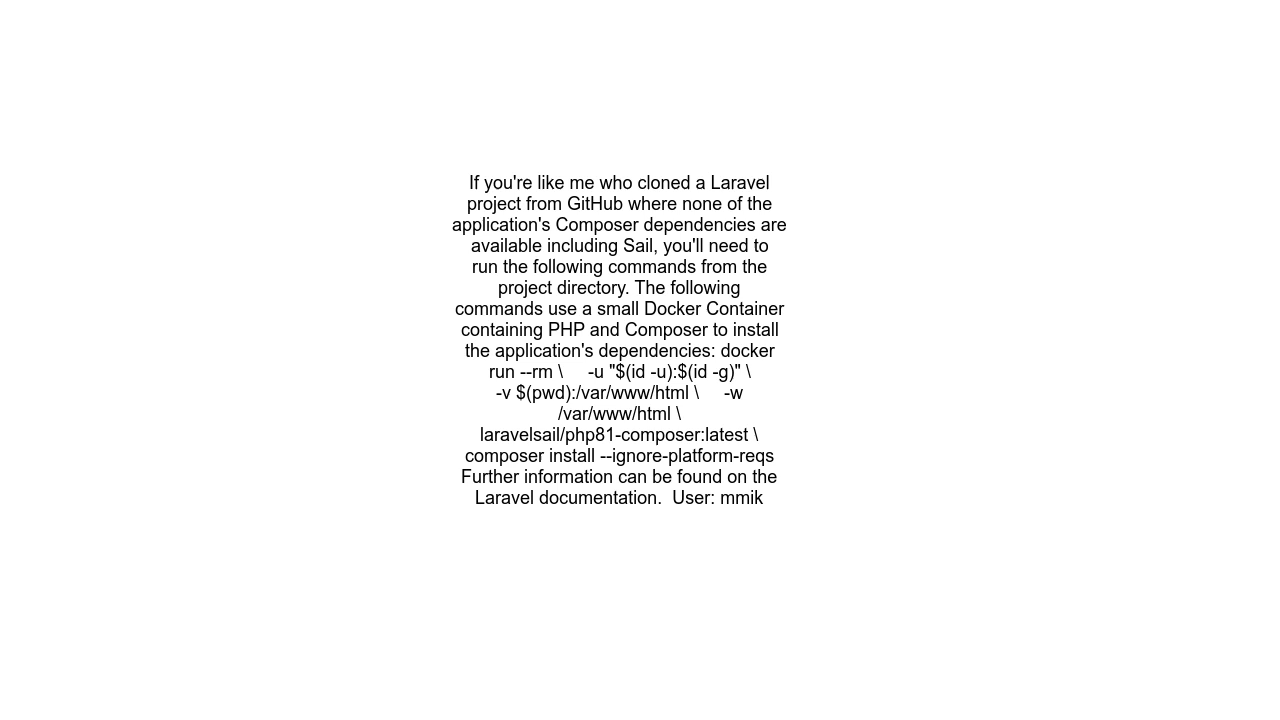 If you're like me who cloned a Laravel
project from GitHub where none of the
application's Composer dependencies are
available including Sail, you'll need to
run the following commands from the
project directory. The following
commands use a small Docker Container
containing PHP and Composer to install
the application's dependencies: docker
run --rm \     -u "$(id -u):$(id -g)" \
-v $(pwd):/var/www/html \     -w
/var/www/html \
laravelsail/php81-composer:latest \
composer install --ignore-platform-reqs
Further information can be found on the
Laravel documentation.  User: mmik